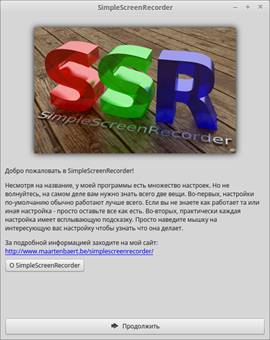 SimpleScreenRecorder
SSR
SimpleScreenRecorder
Добро пожаловать в SimpleScreenRecorder!
Несмотря на название, у моей программы есть множество настроек. Но не
волнуйтесь, на самом деле вам нужно знать всего две вещи. Во-первых, настройки
по-умолчанию обычно работают лучше всего. Если вы не знаете как работает та или
иная настройка - просто оставьте все как есть. Во-вторых, практически каждая
настройка имеет всплывающую подсказку. Просто наведите мышку на
интересующую вас настройку чтобы узнать что она делает.
За подробной информацией заходите на мой сайт:
http://www.maartenbaert.be/simplescreenrecorder/
О SimpleScreenRecorder
Продолжить